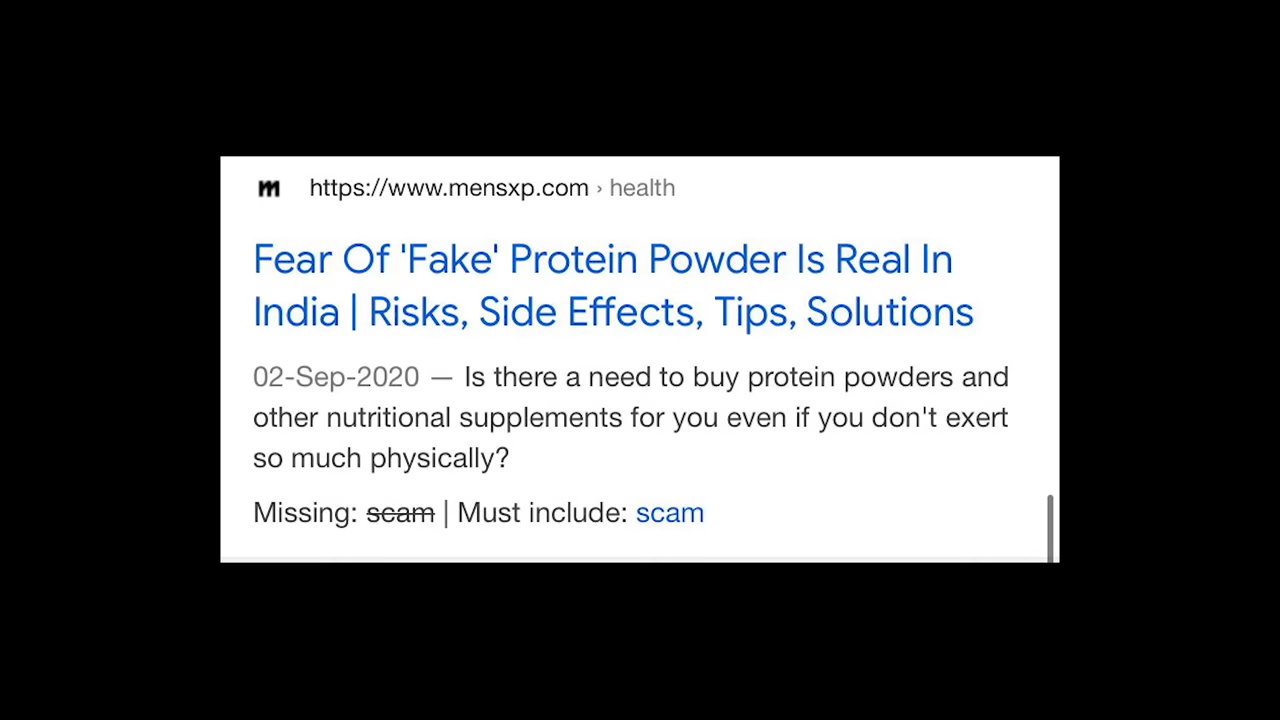 m https://www.mensxp.com › health
Fear Of 'Fake' Protein Powder Is Real In
India | Risks, Side Effects, Tips, Solutions
02-Sep-2020 — Is there a need to buy protein powders and
other nutritional supplements for you even if you don't exert
so much physically?
Missing: scam | Must include: scam